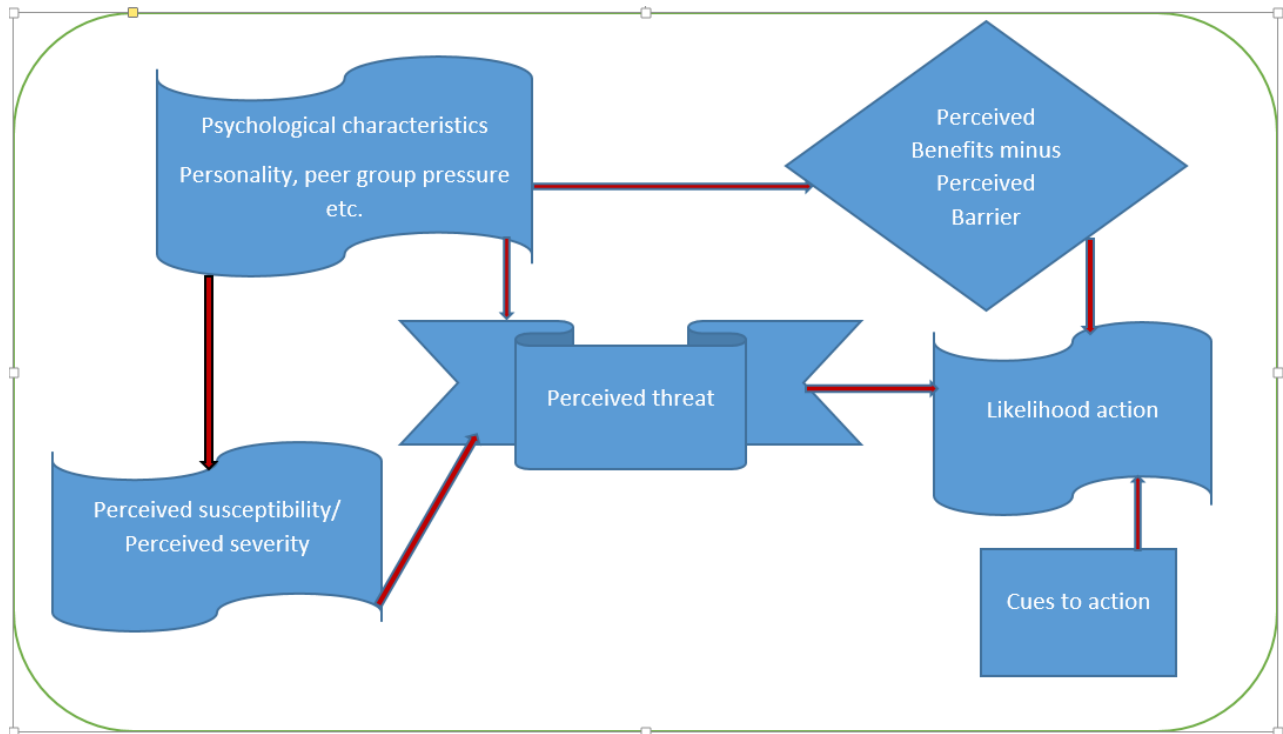 Psychological characteristics
Personality, peer group pressure
etc.
Perceived
Benefits minus
Perceived
Barrier
Perceived threat
Likelihood action
Perceived susceptibility/
Perceived severity
Cues to action